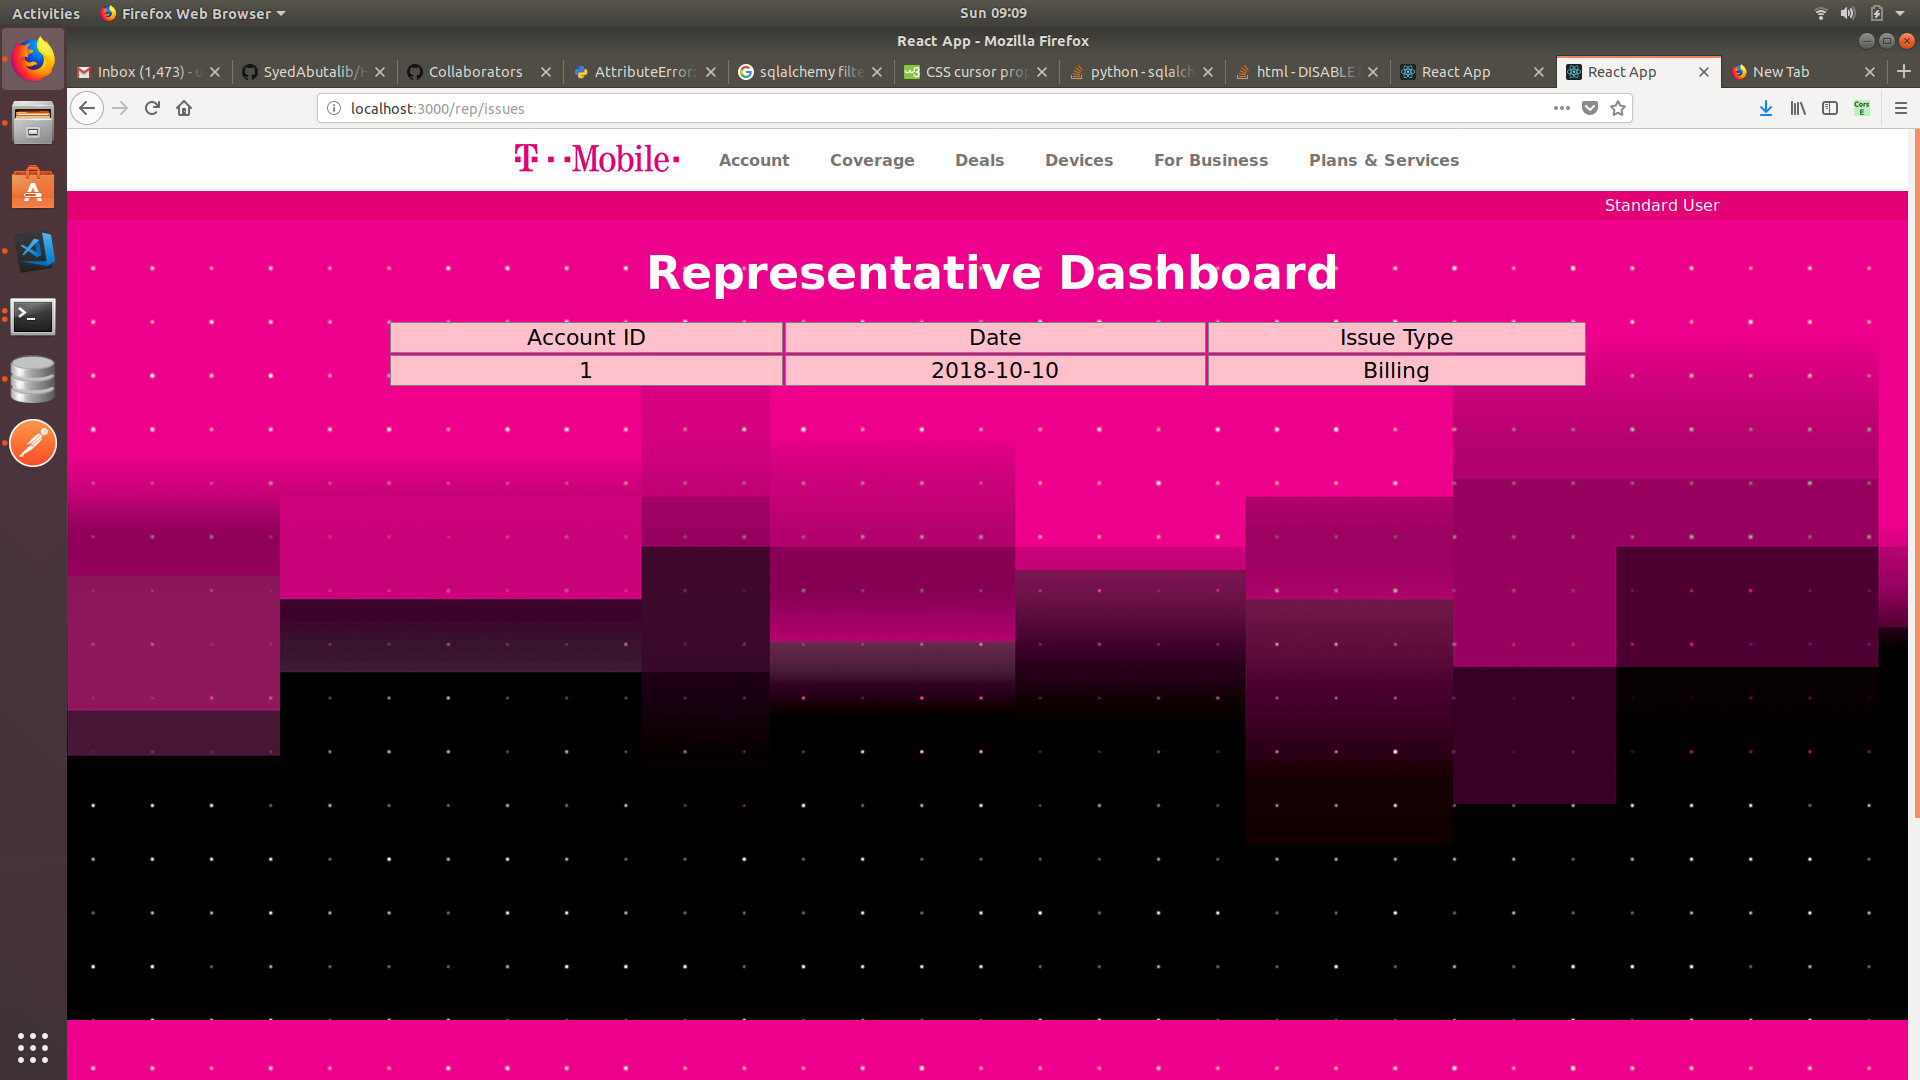 Activities Firefox Web Browser Sun 09:09
React App - Mozilla Firefox
Inbox (1,473) - u SyedAbutalib/H Collaborators AttributeError: sqlalchemy filte CSS cursor prop python - sqlalch html - DISABLE React App React App New Tab
localhost:3000/rep/issues Cors E
T Mobile Account Coverage Deals Devices For Business Plans & Services
Standard User
Representative Dashboard
Account ID Date Issue Type
1 2018-10-10 Billing